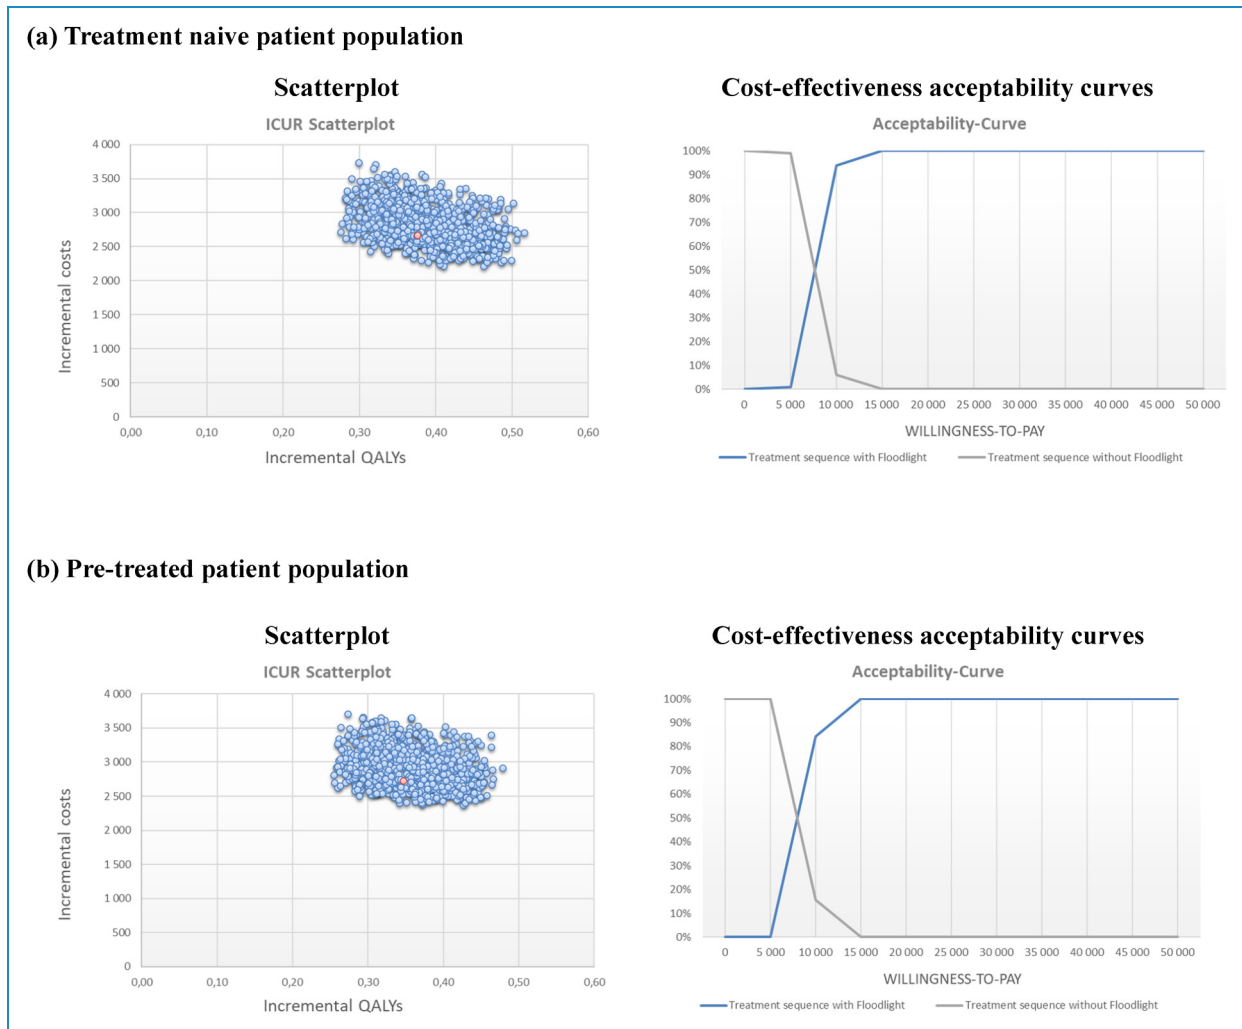 (a) Treatment naive patient population
Scatterplot
ICUR Scatterplot
4 000
3 500
3 000
2 500
2 000
1 500
1 000
500
0
0,00 0,10 0,20 0,30 0,40 0,50 0,60
Incremental costs
Incremental QALYs
Cost-effectiveness acceptability curves
Acceptability-Curve
100%
90%
80%
70%
60%
50%
40%
30%
20%
10%
0%
0 5 000 10 000 15 000 20 000 25 000 30 000 35 000 40 000 45 000 50 000
WILLINGNESS-TO-PAY
Treatment sequence with Floodlight Treatment sequence without Floodlight
(b) Pre-treated patient population
Scatterplot
ICUR Scatterplot
4 000
3 500
3 000
2 500
2 000
1 500
1 000
500
0
0,00 0,10 0,20 0,30 0,40 0,50 0,60
Incremental costs
Incremental QALYs
Cost-effectiveness acceptability curves
Acceptability-Curve
100%
90%
80%
70%
60%
50%
40%
30%
20%
10%
0%
0 5 000 10 000 15 000 20 000 25 000 30 000 35 000 40 000 45 000 50 000
WILLINGNESS-TO-PAY
Treatment sequence with Floodlight Treatment sequence without Floodlight